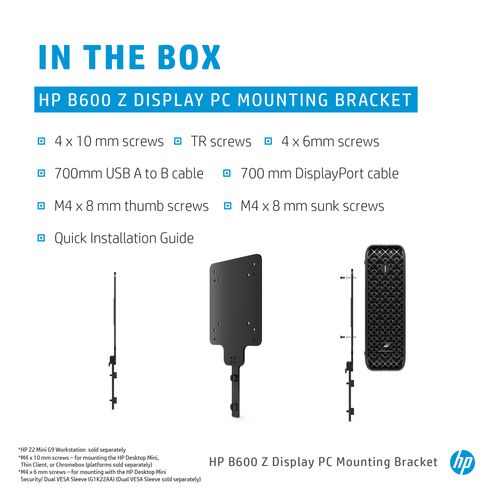 IN THE BOX
HP B600 Z DISPLAY PC MOUNTING BRACKET
4 x 10 mm screws TR screws 4 x 6mm screws
700mm USB A to B cable 700 mm DisplayPort cable
M4 x 8 mm thumb screws M4 x 8 mm sunk screws
Quick Installation Guide
*HP Z2 Mini G9 Workstation sold separately
*M4 x 10 mm screws – for mounting the HP Desktop Mini,
Thin Client, or Chromebox (platforms sold separately)
*M4 x 6 mm screws – for mounting with the HP Desktop Mini
Security/ Dual VESA Sleeve (G1K22AA) (Dual VESA Sleeve sold separately)
HP B600 Z Display PC Mounting Bracket
hp